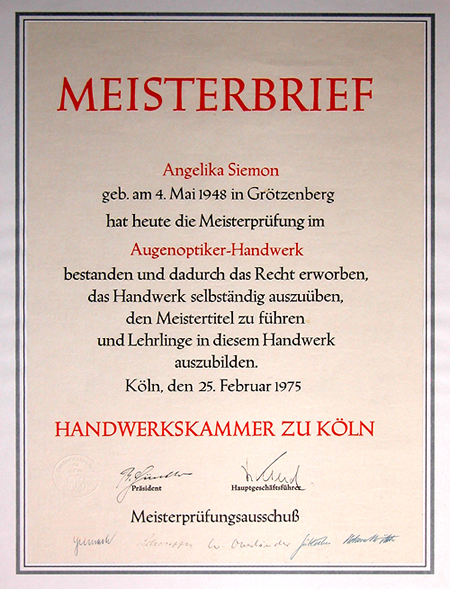 MEISTERBRIEF
Angelika Siemon
geb. am 4. Mai 1948 in Grötzenberg
hat heute die Meisterprüfung im
Augenoptiker-Handwerk
bestanden und dadurch das Recht erworben,
das Handwerk selbständig auszuüben,
den Meistertitel zu führen
und Lehrlinge in diesem Handwerk
auszubilden.
Köln, den 25. Februar 1975
HANDWERKSKAMMER ZU KÖLN
Präsident Hauptgeschäftsführer
Meisterprüfungsausschuß